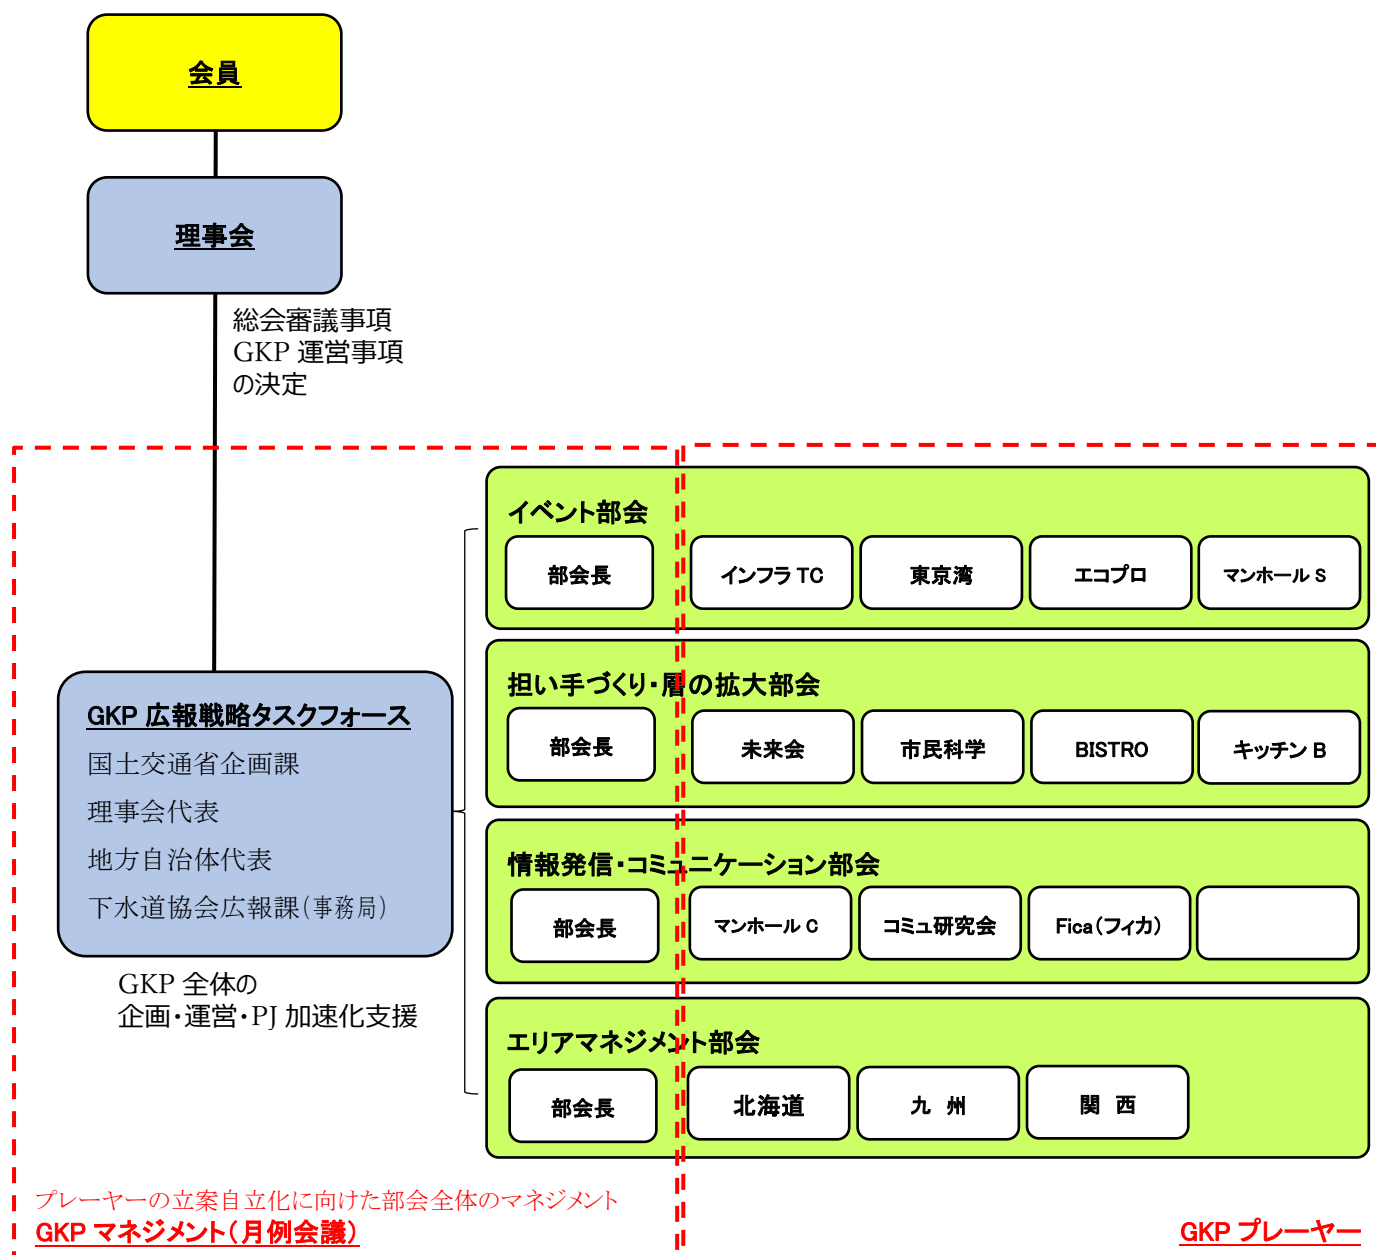 会員
理事会
総会審議事項
GKP 運営事項
の決定
GKP 広報戦略タスクフォース
国土交通省企画課
理事会代表
地方自治体代表
下水道協会広報課（事務局）
GKP 全体の
企画・運営・PJ 加速化支援
イベント部会
部会長
インフラ TC
東京湾
エコプロ
マンホール S
担い手づくり・層の拡大部会
部会長
未来会
市民科学
BISTRO
キッチン B
情報発信・コミュニケーション部会
部会長
マンホール C
コミュ研究会
Fica（フィカ）
エリアマネジメント部会
部会長
北海道
九　州
関　西
プレーヤーの立案自立化に向けた部会全体のマネジメント
GKP マネジメント（月例会議）
GKP プレーヤー